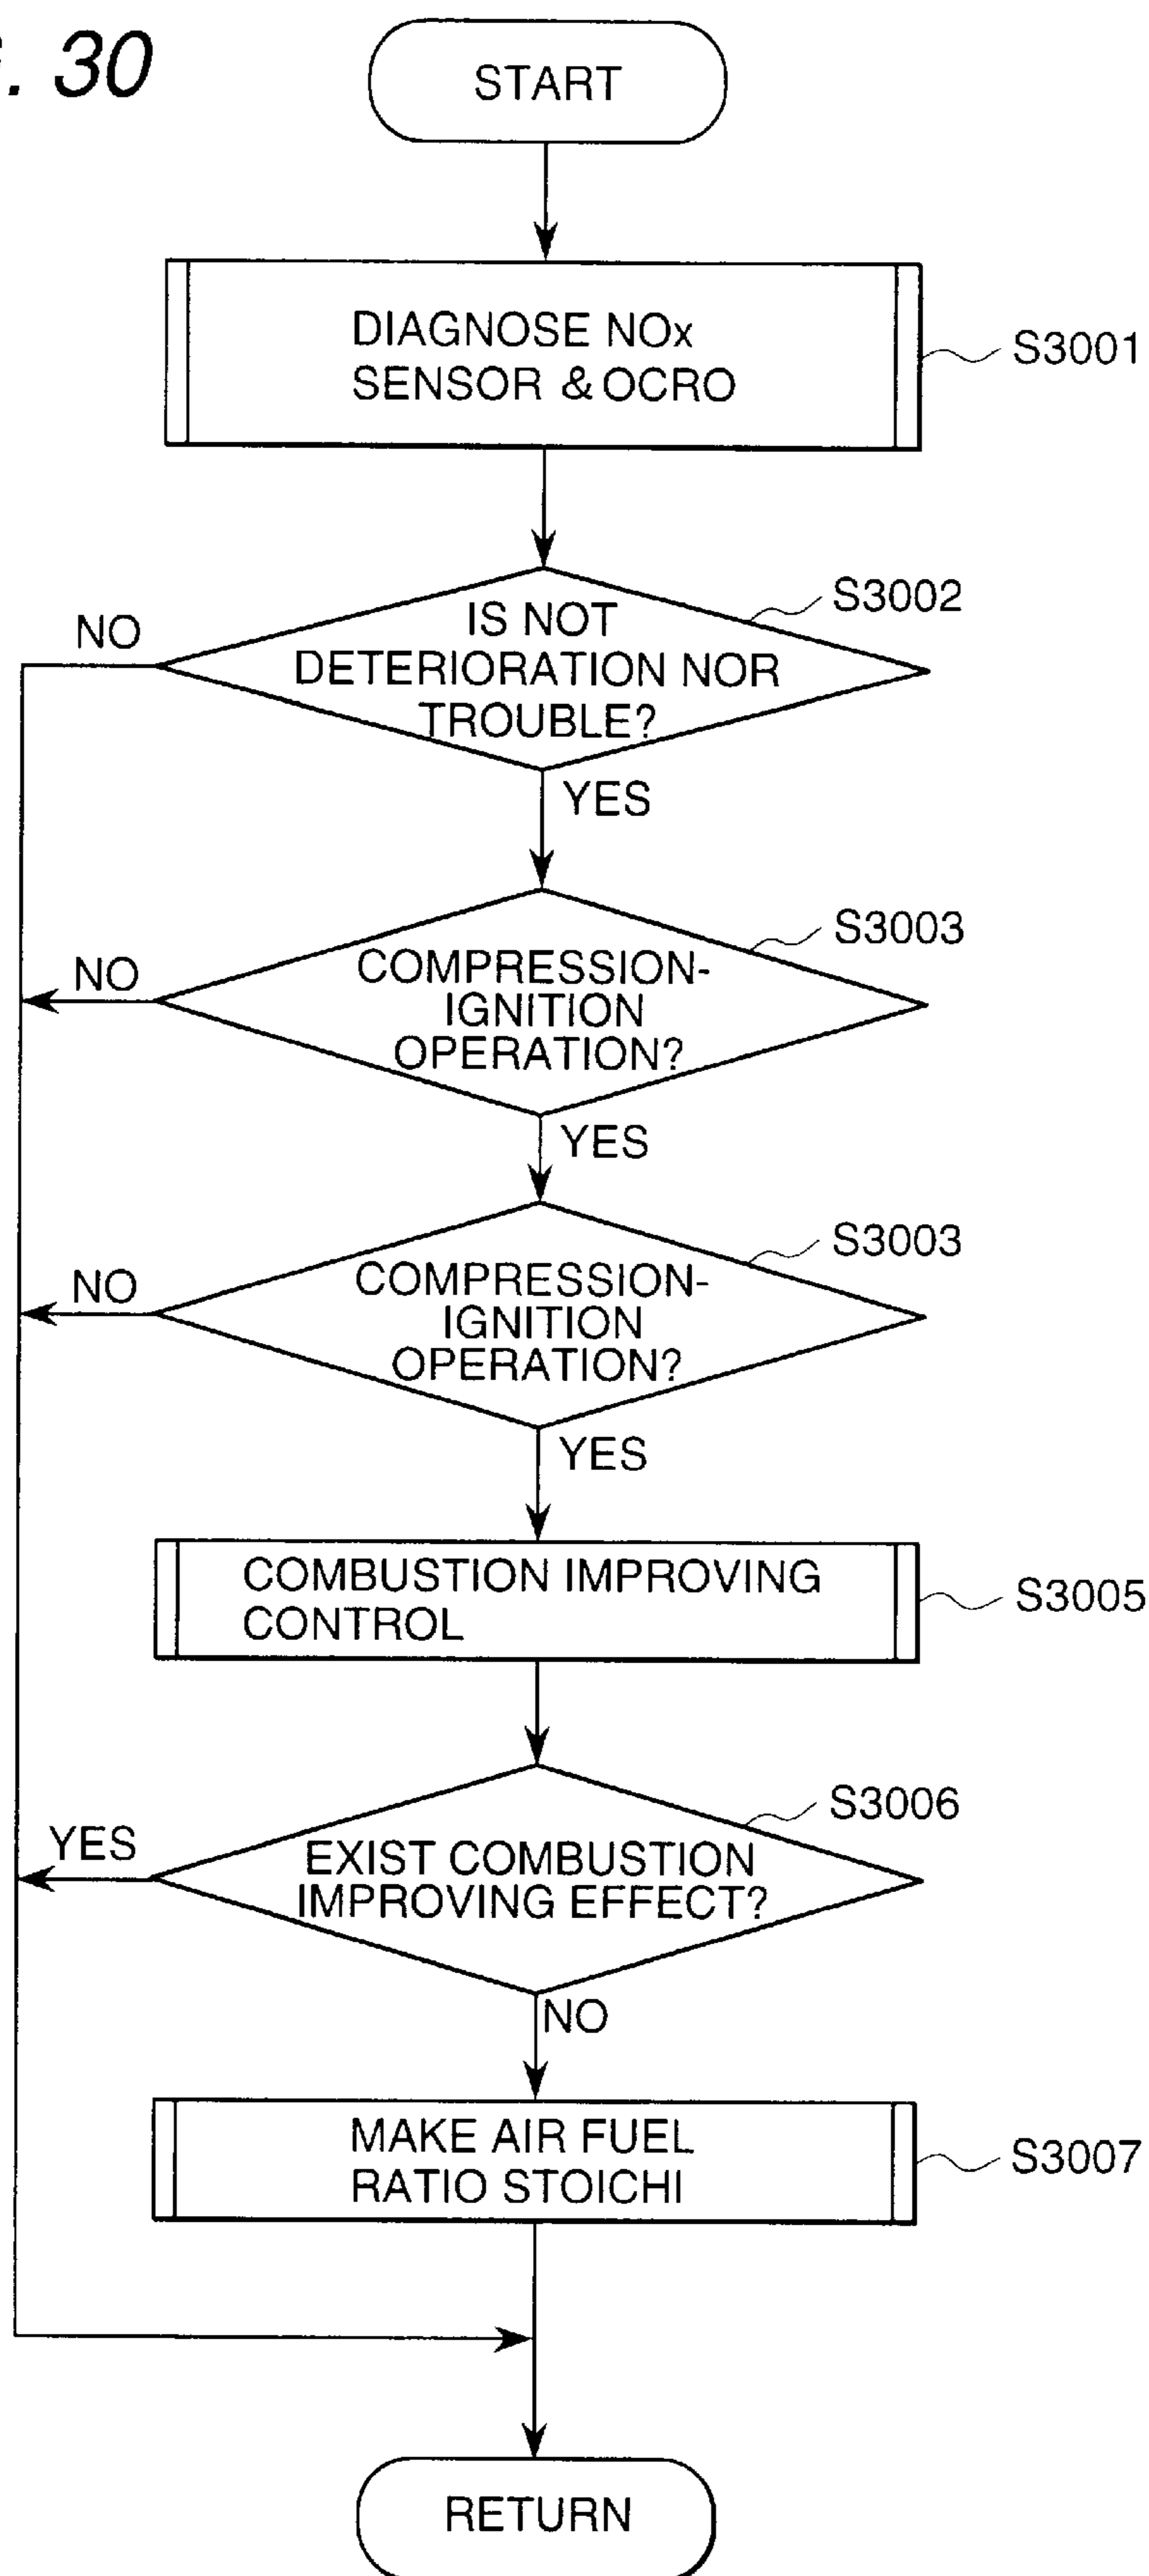 . 30
START
DIAGNOSE NOx
SENSOR & OCRO
S3001
S3002
NO
IS NOT
DETERIORATION NOR
TROUBLE?
YES
S3003
NO
COMPRESSION-
IGNITION
OPERATION?
YES
S3003
NO
COMPRESSION-
IGNITION
OPERATION?
YES
COMBUSTION IMPROVING
CONTROL
S3005
S3006
YES
EXIST COMBUSTION
IMPROVING EFFECT?
NO
MAKE AIR FUEL
RATIO STOICHI
S3007
RETURN